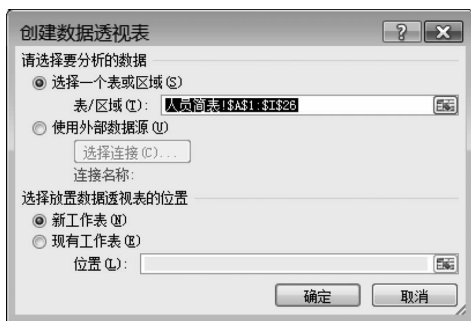 创建数据透视表
请选择要分析的数据
选择一个表或区域(S)
表/区域(T): 人员简表!$A$1:$I$26
使用外部数据源(U)
选择连接(C)...
连接名称:
选择放置数据透视表的位置
新工作表(N)
现有工作表(E)
位置(L):
确定 取消